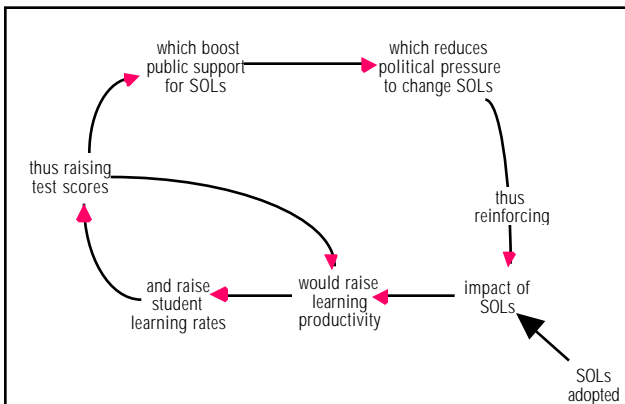 which boost
public support
for SOLs
which reduces
political pressure
to change SOLs
thus raising
test scores
thus
reinforcing
and raise
student
learning rates
would raise
learning
productivity
impact of
SOLs
SOLs
adopted